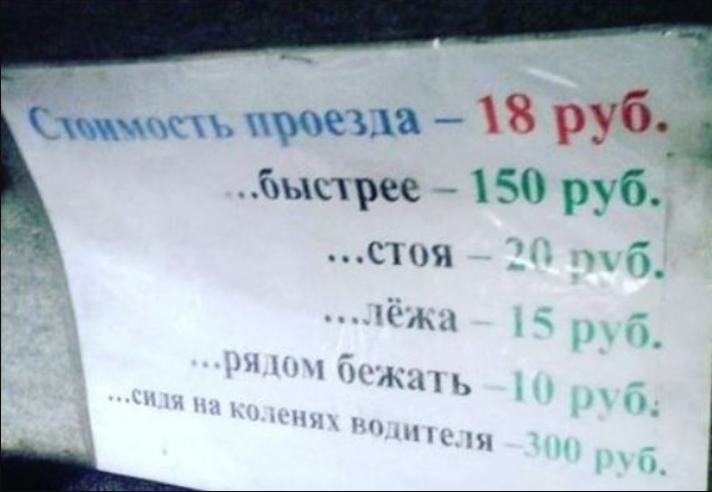 Стоимость проезда – 18 руб.
...быстрее – 150 руб.
...стоя – 20 руб.
...лёжа – 15 руб.
...рядом бежать –10 руб.
...сидя на коленях водителя –300 руб.